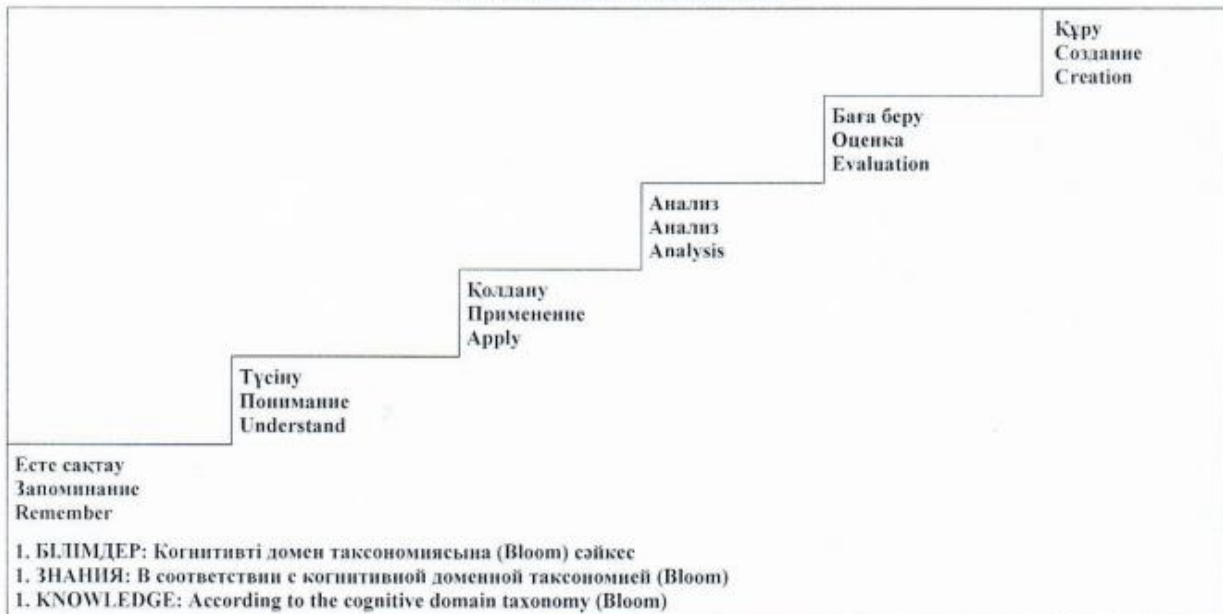 Құру
Создание
Creation
Баға беру
Оценка
Evaluation
Анализ
Анализ
Analysis
Қолдану
Применение
Apply
Түсіну
Понимание
Understand
Есте сақтау
Запоминание
Remember
1. БІЛІМДЕР: Когнитивті домен таксономиясына (Bloom) сәйкес
1. ЗНАНИЯ: В соответствии с когнитивной доменной таксономией (Bloom)
1. KNOWLEDGE: According to the cognitive domain taxonomy (Bloom)